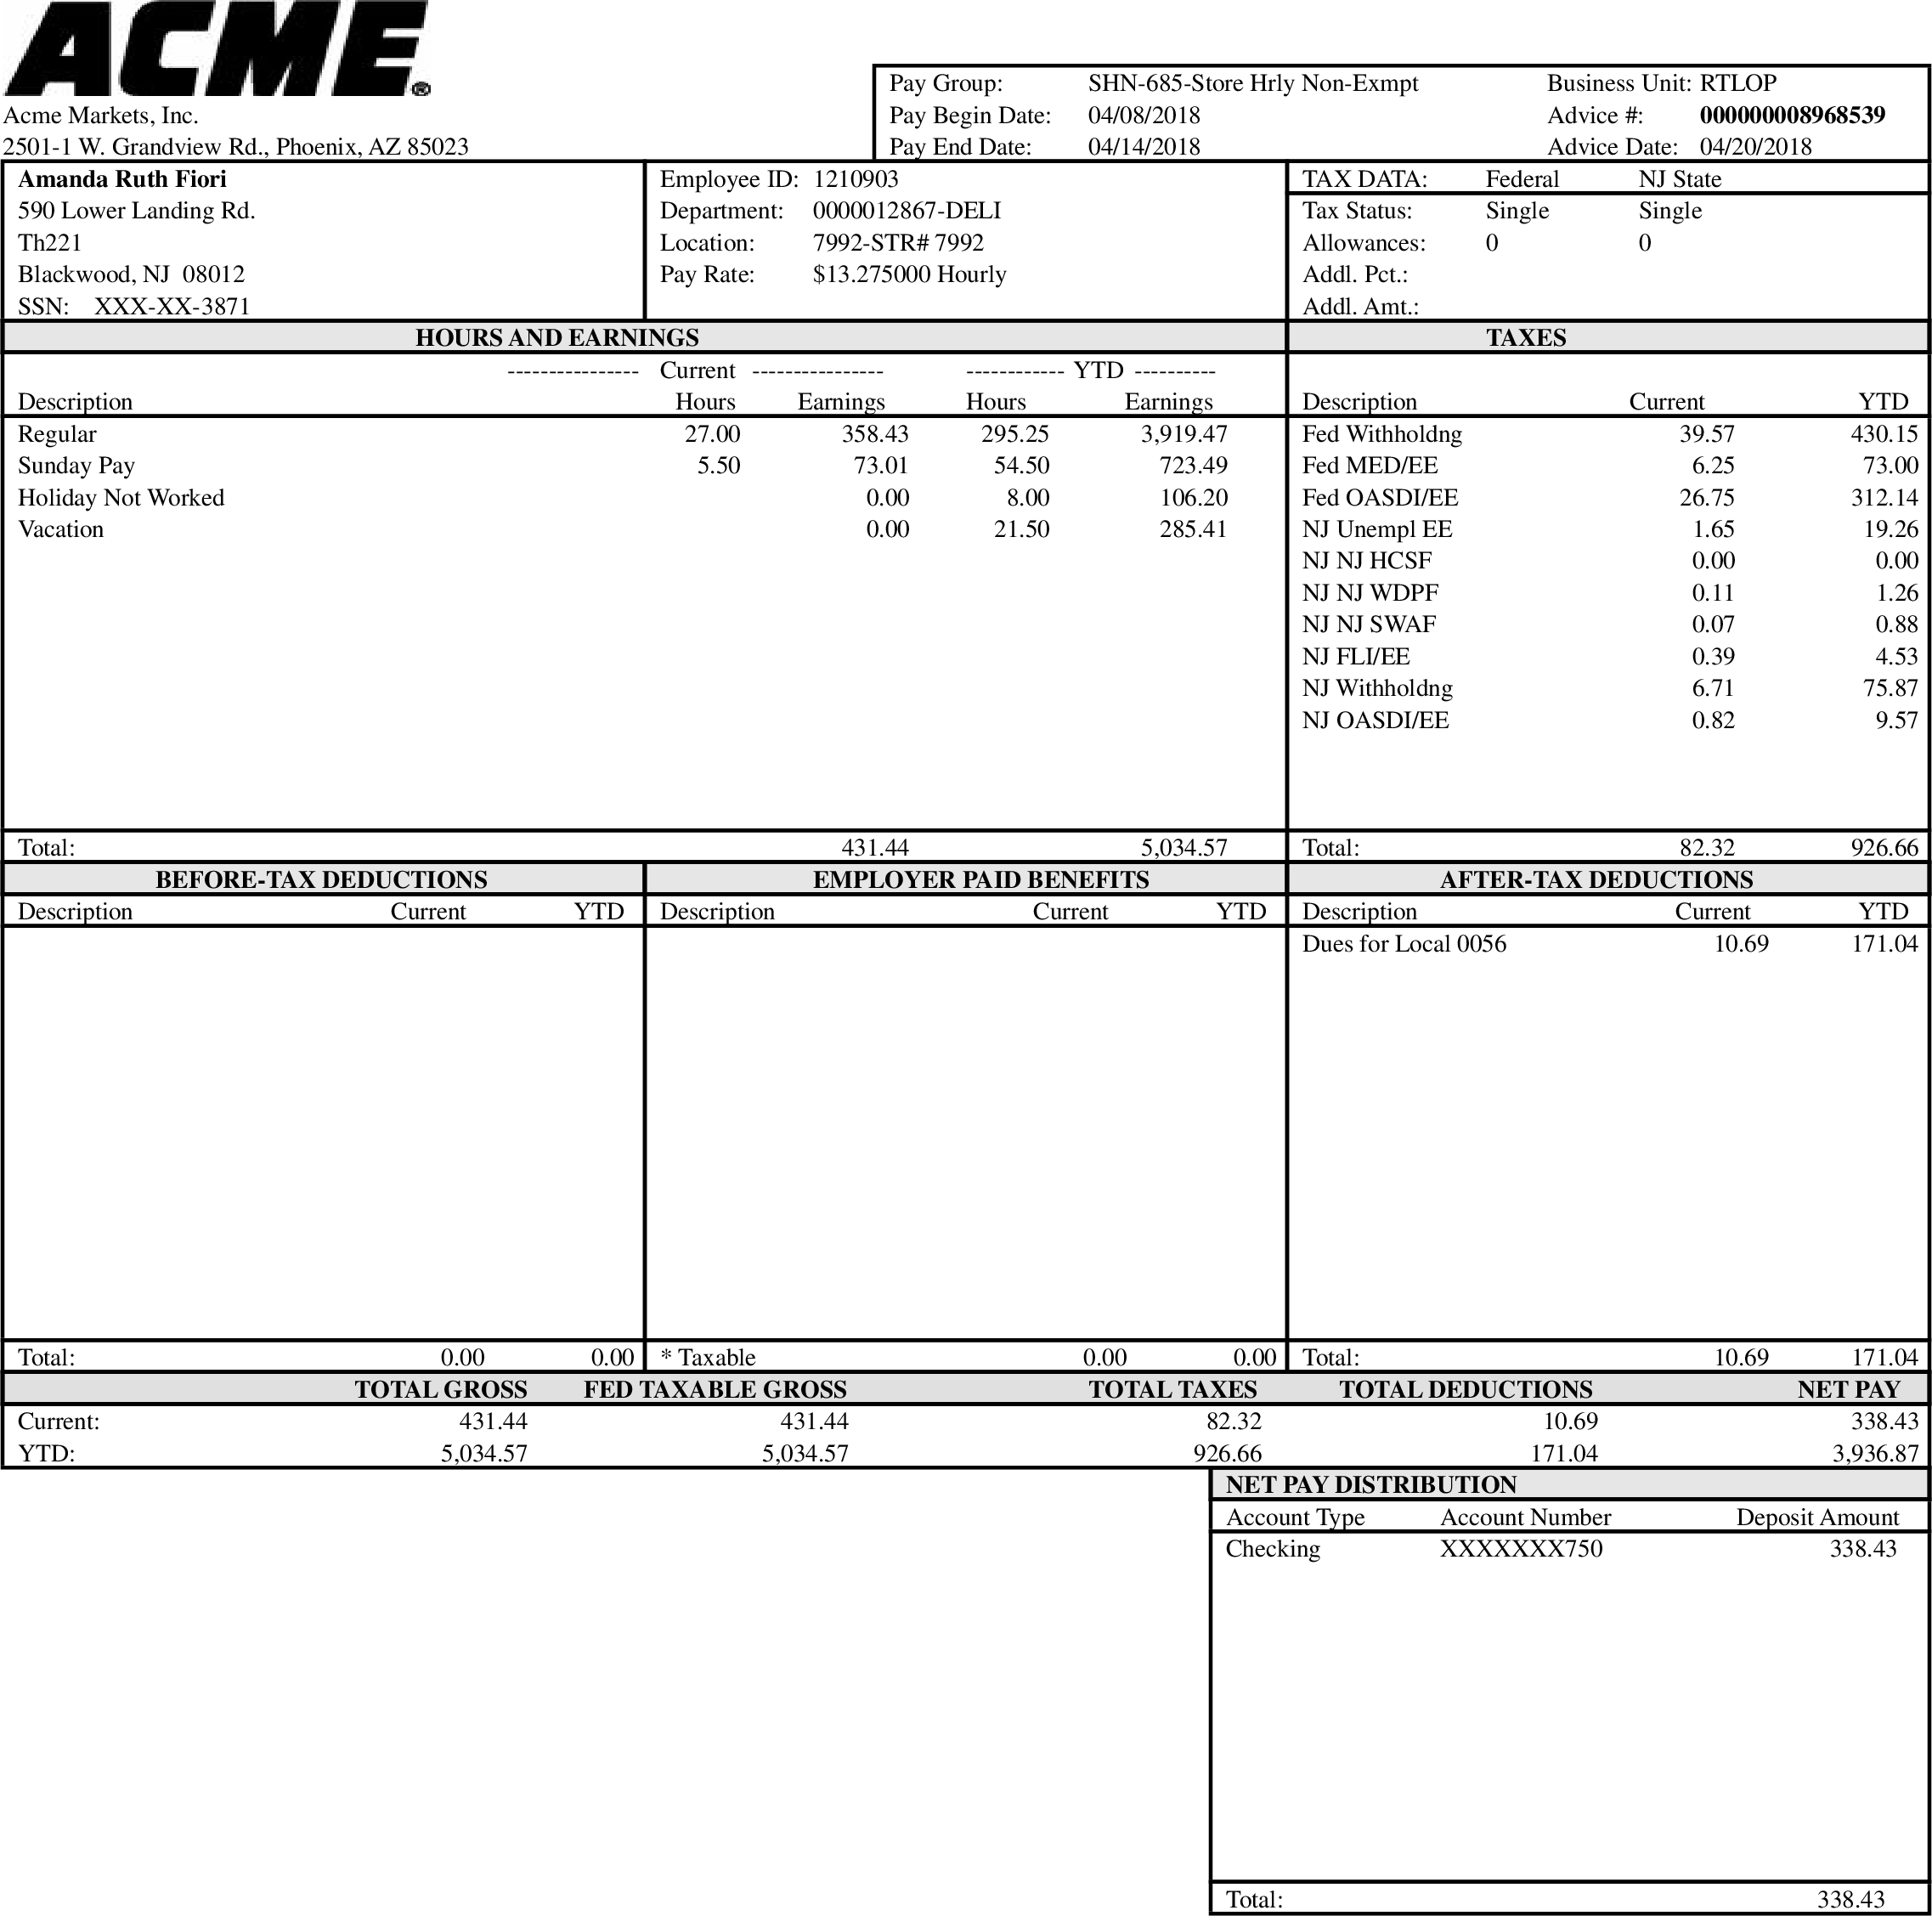 ACME®
Acme Markets, Inc.
2501-1 W. Grandview Rd., Phoenix, AZ 85023
Pay Group: SHN-685-Store Hrly Non-Exmpt Business Unit: RTLOP
Pay Begin Date: 04/08/2018 Advice #: 000000008968539
Pay End Date: 04/14/2018 Advice Date: 04/20/2018
Amanda Ruth Fiori
590 Lower Landing Rd.
Th221
Blackwood, NJ 08012
SSN: XXX-XX-3871
Employee ID: 1210903
Department: 0000012867-DELI
Location: 7992-STR# 7992
Pay Rate: $13.275000 Hourly
TAX DATA: Federal NJ State
Tax Status: Single Single
Allowances: 0 0
Addl. Pct.:
Addl. Amt.:
HOURS AND EARNINGS
---------------- Current ---------------- ------------ YTD ----------
Description Hours Earnings Hours Earnings
Regular 27.00 358.43 295.25 3,919.47
Sunday Pay 5.50 73.01 54.50 723.49
Holiday Not Worked 0.00 8.00 106.20
Vacation 0.00 21.50 285.41
Total: 431.44 5,034.57
TAXES
Description Current YTD
Fed Withholdng 39.57 430.15
Fed MED/EE 6.25 73.00
Fed OASDI/EE 26.75 312.14
NJ Unempl EE 1.65 19.26
NJ NJ HCSF 0.00 0.00
NJ NJ WDPF 0.11 1.26
NJ NJ SWAF 0.07 0.88
NJ FLI/EE 0.39 4.53
NJ Withholdng 6.71 75.87
NJ OASDI/EE 0.82 9.57
Total: 82.32 926.66
BEFORE-TAX DEDUCTIONS
Description Current YTD
Total: 0.00 0.00
EMPLOYER PAID BENEFITS
Description Current YTD
* Taxable 0.00 0.00
AFTER-TAX DEDUCTIONS
Description Current YTD
Dues for Local 0056 10.69 171.04
Total: 10.69 171.04
TOTAL GROSS FED TAXABLE GROSS TOTAL TAXES TOTAL DEDUCTIONS NET PAY
Current: 431.44 431.44 82.32 10.69 338.43
YTD: 5,034.57 5,034.57 926.66 171.04 3,936.87
NET PAY DISTRIBUTION
Account Type Account Number Deposit Amount
Checking XXXXXXX750 338.43
Total: 338.43